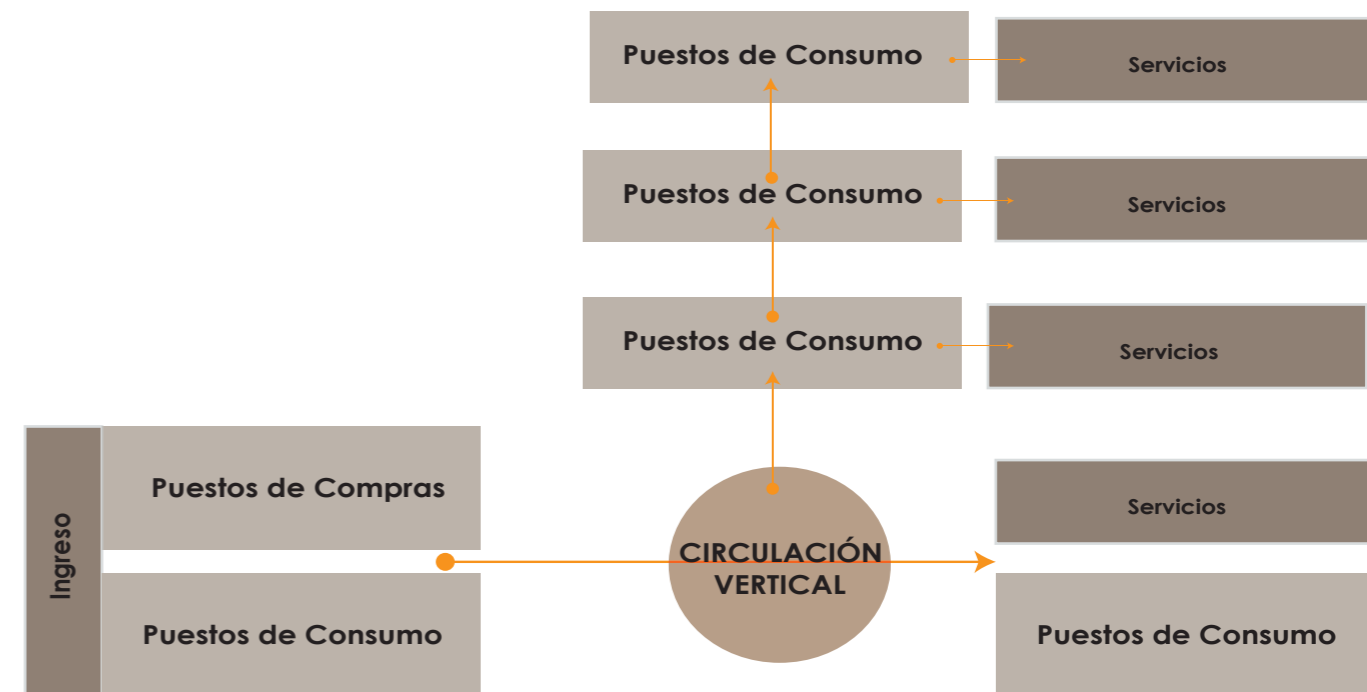 Puestos de Consumo
Servicios
Puestos de Consumo
Servicios
Puestos de Consumo
Servicios
Ingreso
Puestos de Compras
Puestos de Consumo
CIRCULACIÓN
VERTICAL
Servicios
Puestos de Consumo